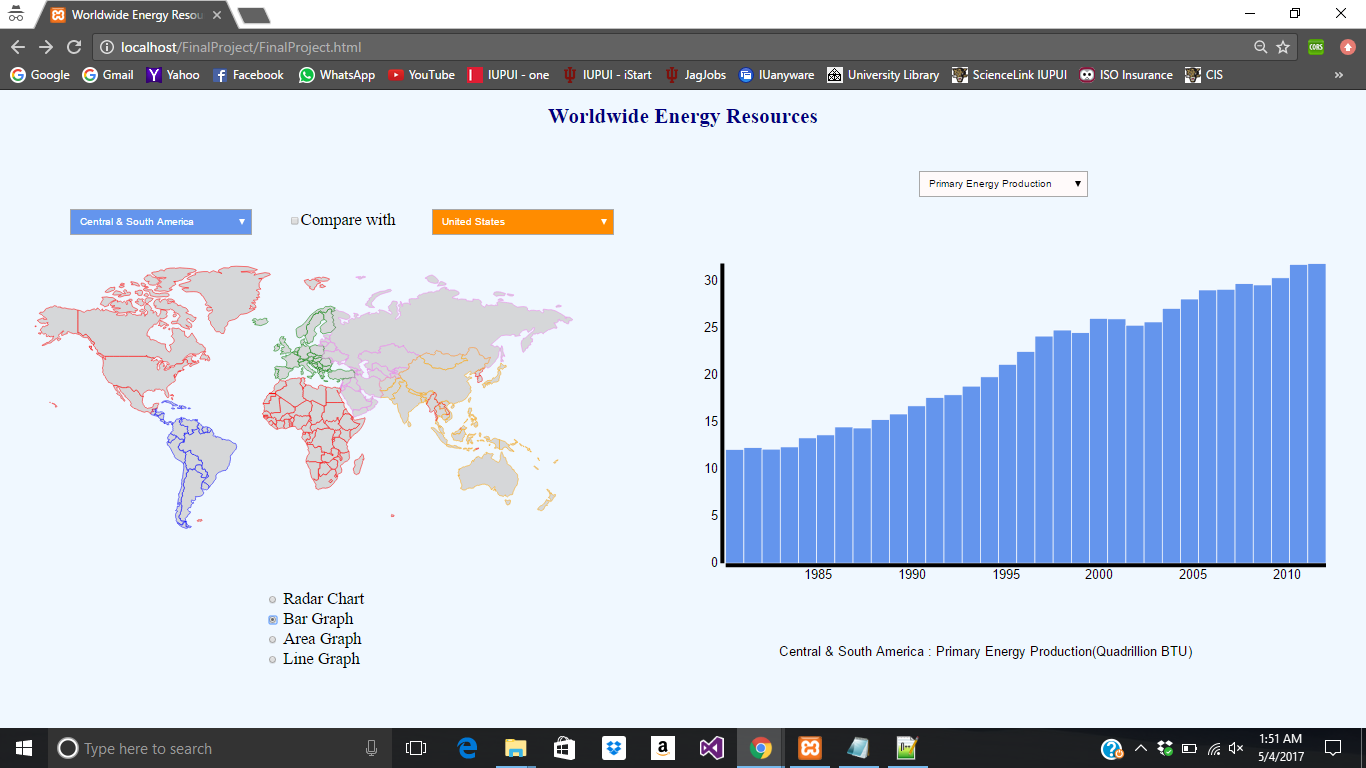 Worldwide Energy Resou
localhost/FinalProject/FinalProject.html
CORS
Google Gmail Yahoo Facebook WhatsApp YouTube IUPUI - one IUPUI - iStart JagJobs IUanyware University Library ScienceLink IUPUI ISO Insurance CIS »
Worldwide Energy Resources
Primary Energy Production
Central & South America
Compare with
United States
30
25
20
15
10
5
0
1985 1990 1995 2000 2005 2010
Radar Chart
Bar Graph
Area Graph
Line Graph
Central & South America : Primary Energy Production(Quadrillion BTU)
Type here to search
1:51 AM
5/4/2017